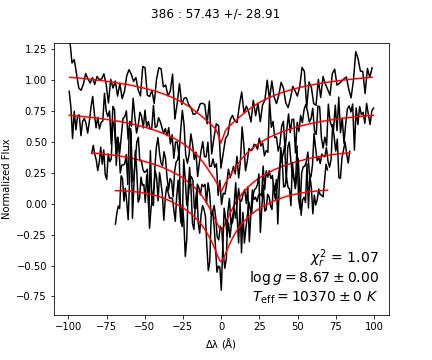 386 : 57.43 +/- 28.91
Normalized Flux
1.25
1.00
0.75
0.50
0.25
0.00
−0.25
−0.50
−0.75
χ²ᵣ = 1.07
log g = 8.67 ± 0.00
Teff = 10370 ± 0 K
−100 −75 −50 −25 0 25 50 75 100
Δλ (Å)